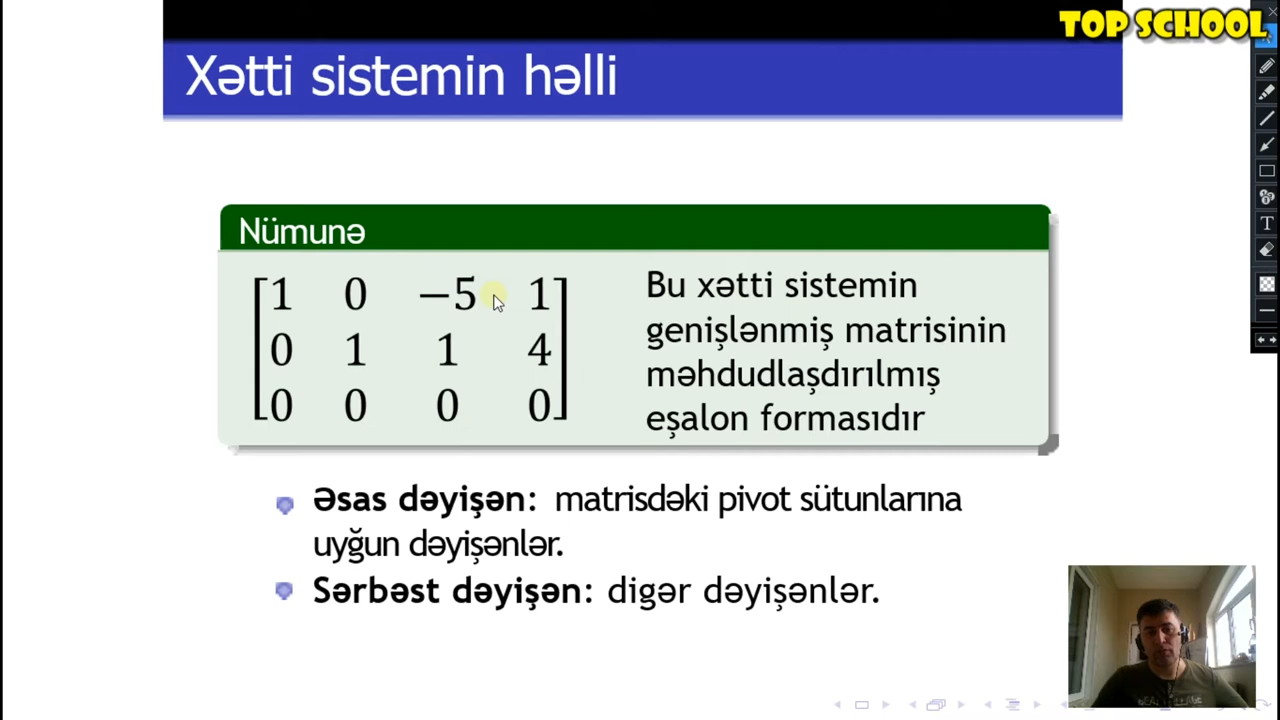 TOP SCHOOL
Xətti sistemin həlli
Nümunə
1 0 −5 1
0 1 1 4
0 0 0 0
Bu xətti sistemin
genişlənmiş matrisinin
məhdudlaşdırılmış
eşalon formasıdır
Əsas dəyişən: matrisdəki pivot sütunlarına
uyğun dəyişənlər.
Sərbəst dəyişən: digər dəyişənlər.